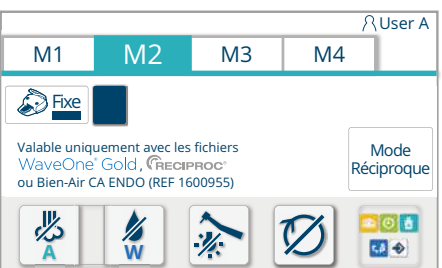 User A
M1 M2 M3 M4
Fixe
Valable uniquement avec les fichiers
WaveOne® Gold, RECIPROC®
ou Bien-Air CA ENDO (REF 1600955)
Mode
Réciproque
A W